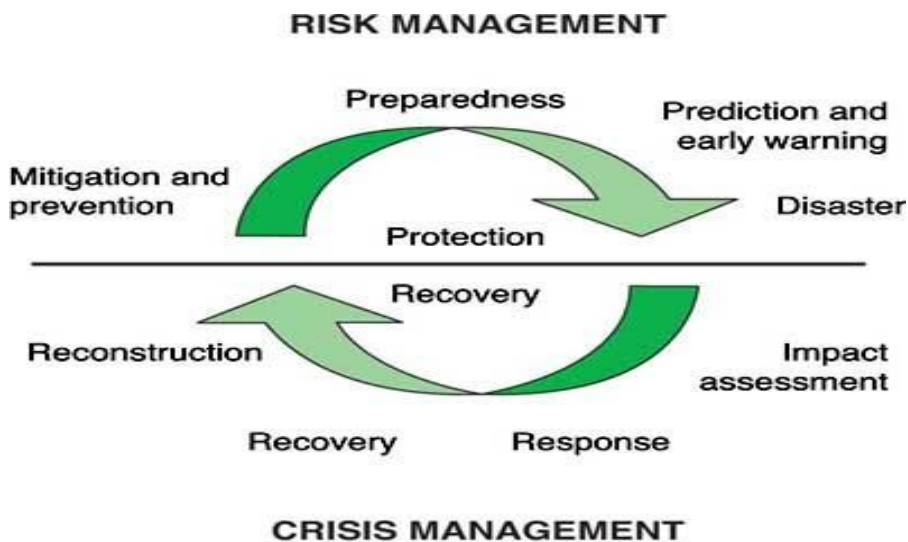 RISK MANAGEMENT
Preparedness
Prediction and
early warning
Mitigation and
prevention
Disaster
Protection
Recovery
Reconstruction
Impact
assessment
Recovery
Response
CRISIS MANAGEMENT